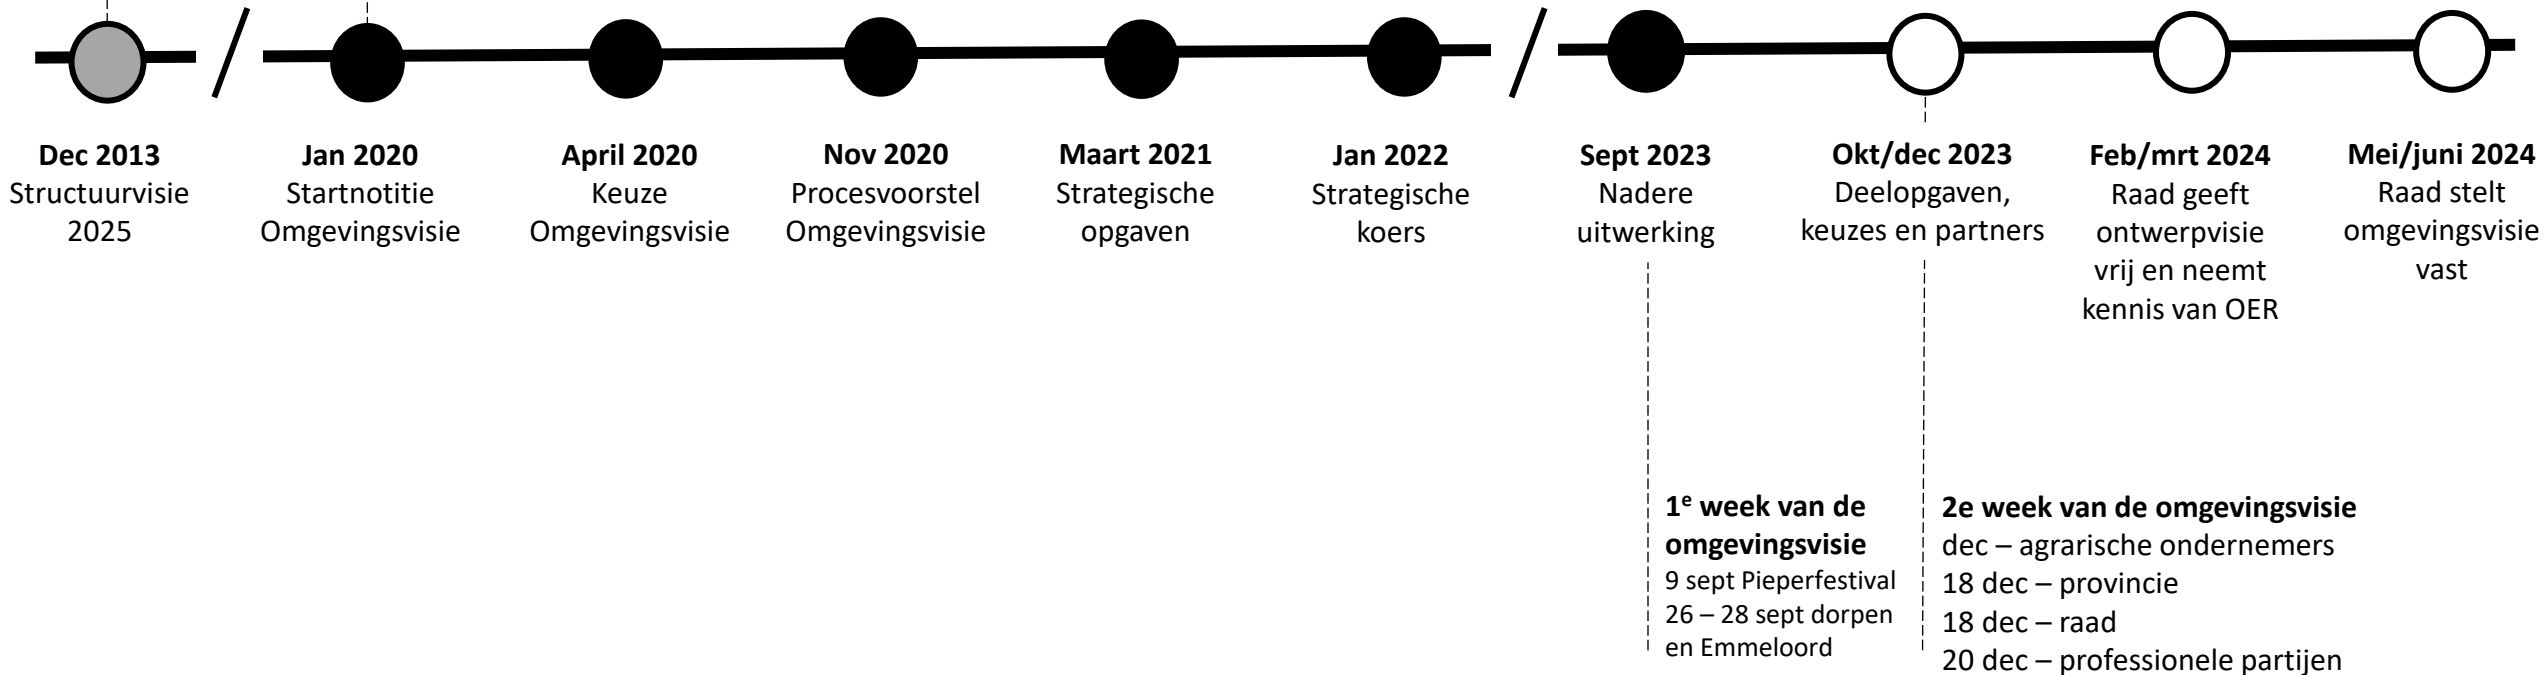 Dec 2013
Structuurvisie
2025
Jan 2020
Startnotitie
Omgevingsvisie
April 2020
Keuze
Omgevingsvisie
Nov 2020
Procesvoorstel
Omgevingsvisie
Maart 2021
Strategische
opgaven
Jan 2022
Strategische
koers
Sept 2023
Nadere
uitwerking
Okt/dec 2023
Deelopgaven,
keuzes en partners
Feb/mrt 2024
Raad geeft
ontwerpvisie
vrij en neemt
kennis van OER
Mei/juni 2024
Raad stelt
omgevingsvisie
vast
1e week van de
omgevingsvisie
9 sept Pieperfestival
26 – 28 sept dorpen
en Emmeloord
2e week van de omgevingsvisie
dec – agrarische ondernemers
18 dec – provincie
18 dec – raad
20 dec – professionele partijen